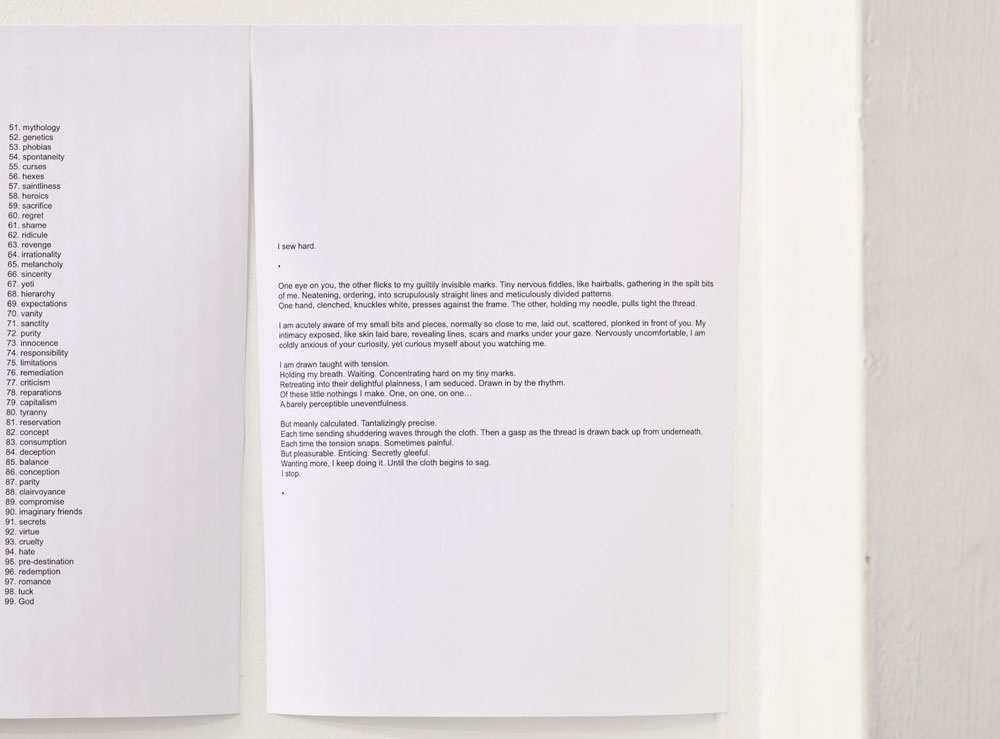 51. mythology
52. genetics
53. phobias
54. spontaneity
55. curses
56. hexes
57. saintliness
58. heroics
59. sacrifice
60. regret
61. shame
62. ridicule
63. revenge
64. irrationality
65. melancholy
66. sincerity
67. yeti
68. hierarchy
69. expectations
70. vanity
71. sanctity
72. purity
73. innocence
74. responsibility
75. limitations
76. remediation
77. criticism
78. reparations
79. capitalism
80. tyranny
81. reservation
82. concept
83. consumption
84. deception
85. balance
86. conception
87. parity
88. clairvoyance
89. compromise
90. imaginary friends
91. secrets
92. virtue
93. cruelty
94. hate
95. pre-destination
96. redemption
97. romance
98. luck
99. God
I sew hard.
•
One eye on you, the other flicks to my guiltily invisible marks. Tiny nervous fiddles, like hairballs, gathering in the spilt bits
of me. Neatening, ordering, into scrupulously straight lines and meticulously divided patterns.
One hand, clenched, knuckles white, presses against the frame. The other, holding my needle, pulls tight the thread.
I am acutely aware of my small bits and pieces, normally so close to me, laid out, scattered, plonked in front of you. My
intimacy exposed, like skin laid bare, revealing lines, scars and marks under your gaze. Nervously uncomfortable, I am
coldly anxious of your curiosity, yet curious myself about you watching me.
I am drawn taught with tension.
Holding my breath. Waiting. Concentrating hard on my tiny marks.
Retreating into their delightful plainness, I am seduced. Drawn in by the rhythm.
Of these little nothings I make. One, on one, on one…
A barely perceptible uneventfulness.
But meanly calculated. Tantalizingly precise.
Each time sending shuddering waves through the cloth. Then a gasp as the thread is drawn back up from underneath.
Each time the tension snaps. Sometimes painful.
But pleasurable. Enticing. Secretly gleeful.
Wanting more, I keep doing it. Until the cloth begins to sag.
I stop.
•